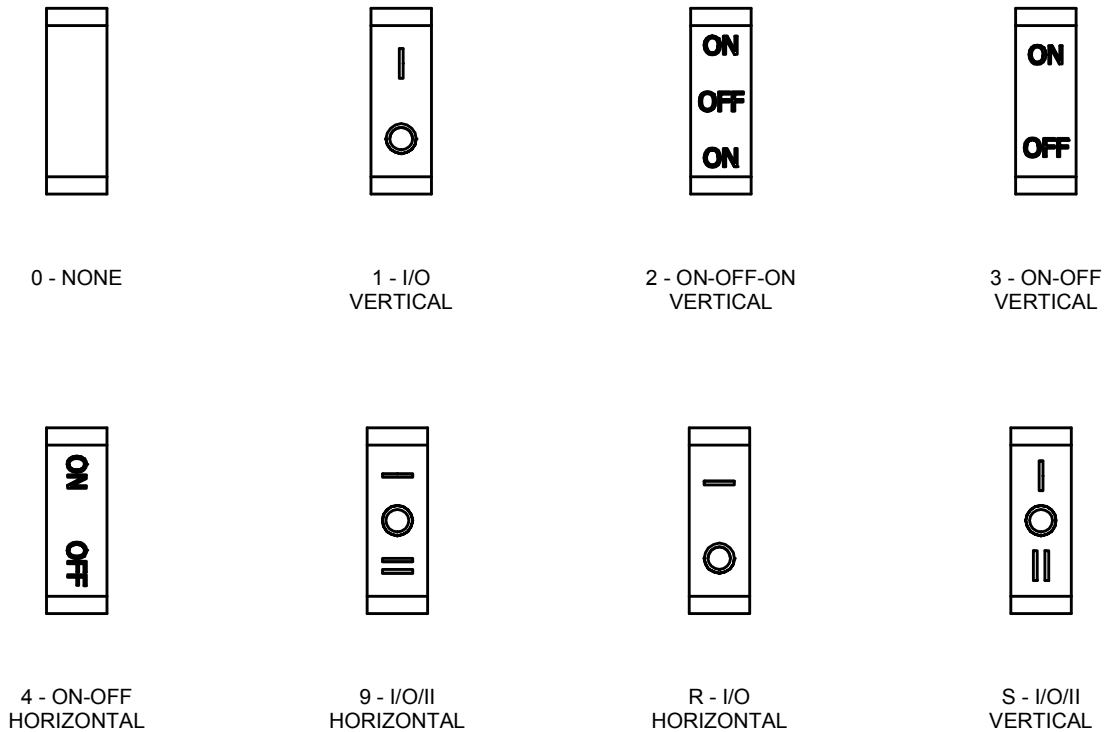 ON
ON
OFF
ON
OFF
ON
0 - NONE
1 - I/O
VERTICAL
2 - ON-OFF-ON
VERTICAL
3 - ON-OFF
VERTICAL
ON
OFF
4 - ON-OFF
HORIZONTAL
9 - I/O/II
HORIZONTAL
R - I/O
HORIZONTAL
S - I/O/II
VERTICAL